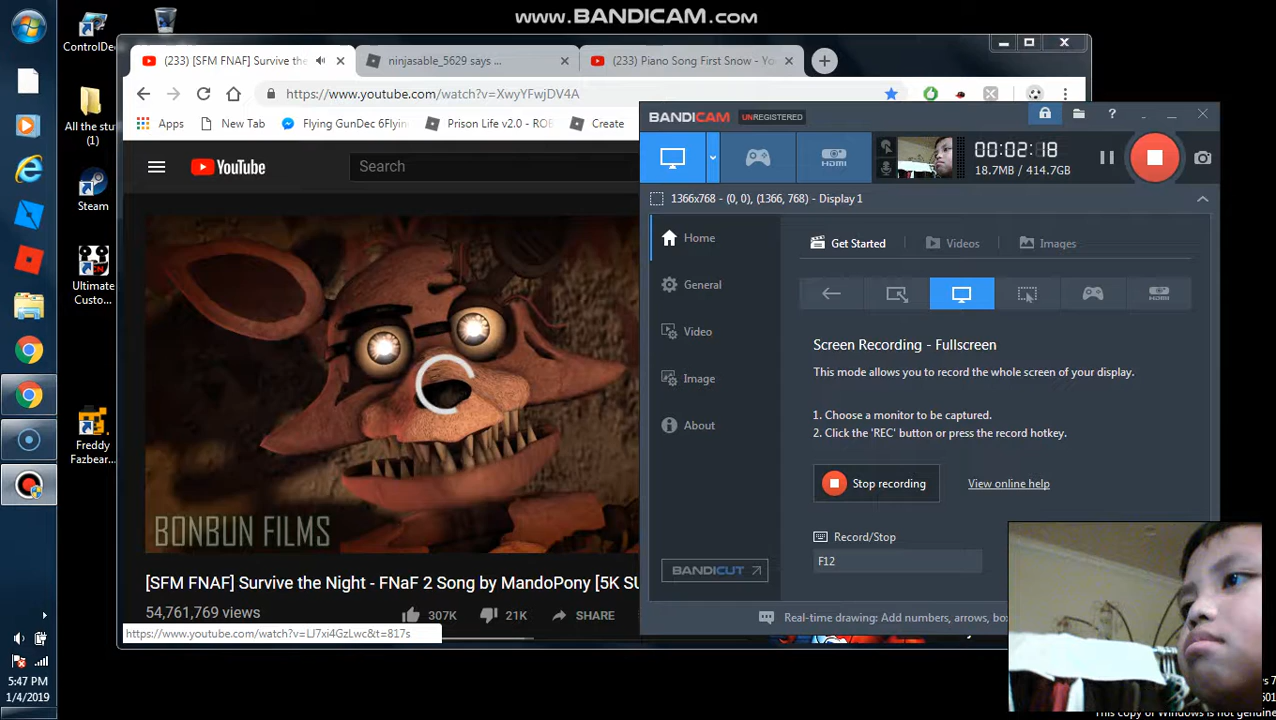 www.BANDICAM.com
ControlDe
(233) [SFM FNAF] Survive the
ninjasable_5629 says ...
(233) Piano Song First Snow - Yo
https://www.youtube.com/watch?v=XwyYFwjDV4A
Apps
New Tab
Flying GunDec 6Flying
Prison Life v2.0 - ROB
Create
YouTube
Search
BONBUN FILMS
[SFM FNAF] Survive the Night - FNaF 2 Song by MandoPony [5K SU
54,761,769 views
307K
21K
SHARE
https://www.youtube.com/watch?v=LJ7xi4GzLwc&t=817s
BANDICAM
UNREGISTERED
HDMI
00:02:18
18.7MB / 414.7GB
1366x768 - (0, 0), (1366, 768) - Display 1
Home
General
Video
Image
About
BANDICUT
Get Started
Videos
Images
HDMI
Screen Recording - Fullscreen
This mode allows you to record the whole screen of your display.
1. Choose a monitor to be captured.
2. Click the 'REC' button or press the record hotkey.
Stop recording
View online help
Record/Stop
F12
Real-time drawing: Add numbers, arrows, box
All the stu
(1)
Steam
Ultimate
Custo...
Freddy
Fazbear...
5:47 PM
1/4/2019
This copy of Windows is not genuine